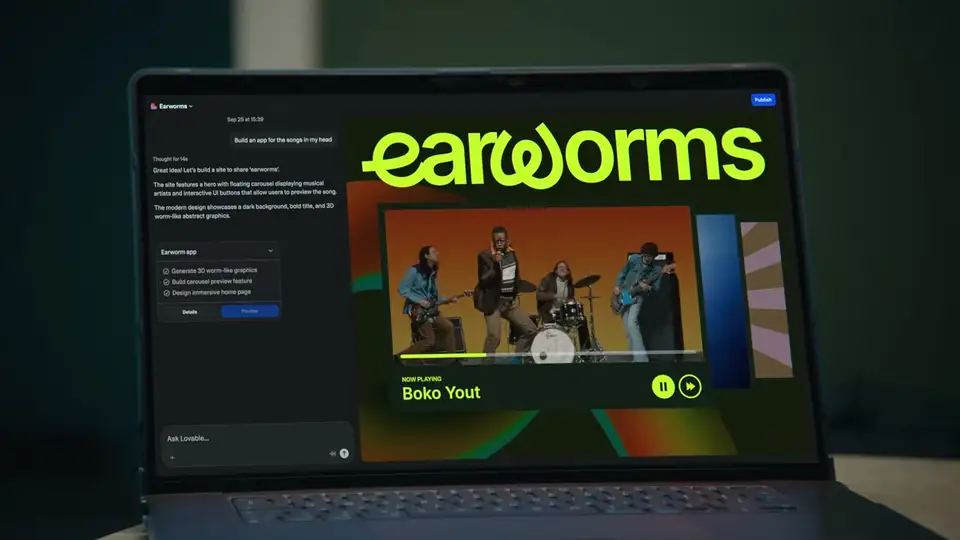 Earworms
Publish
Sep 25 at 15:39
Build an app for the songs in my head
Thought for 14s
Great idea! Let's build a site to share 'earworms'.
The site features a hero with floating carousel displaying musical
artists and interactive UI buttons that allow users to preview the song.
The modern design showcases a dark background, bold title, and 3D
worm-like abstract graphics.
Earworm app
Generate 3D worm-like graphics
Build carousel preview feature
Design immersive home page
Details
Preview
Ask Lovable...
earworms
NOW PLAYING
Boko Yout